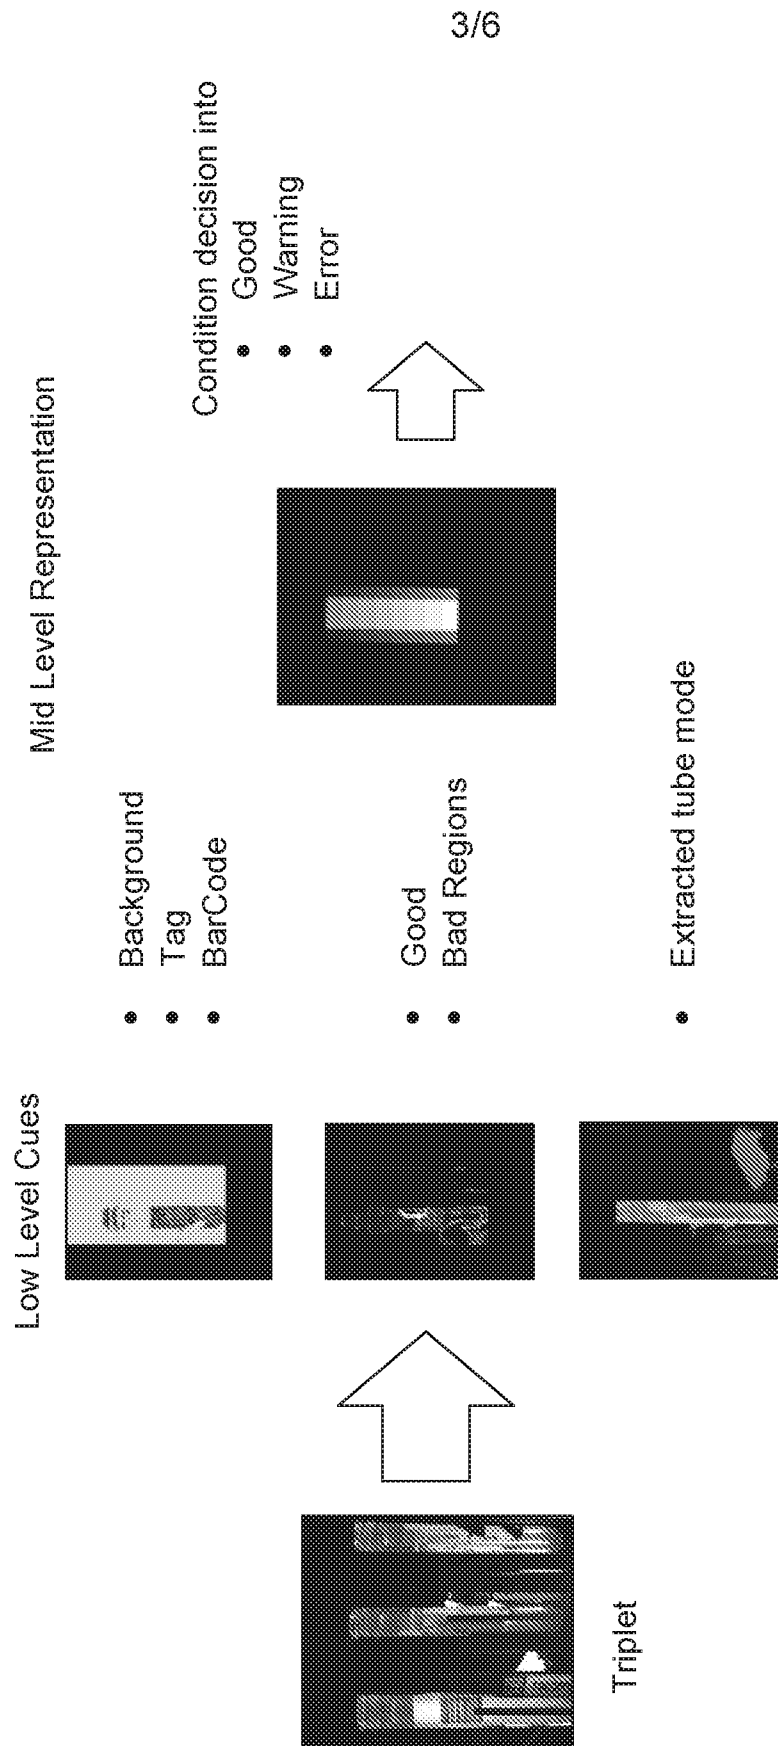 3/6
Triplet
Low Level Cues
• Background
• Tag
• BarCode
• Good
• Bad Regions
• Extracted tube mode
Mid Level Representation
Condition decision into
• Good
• Warning
• Error